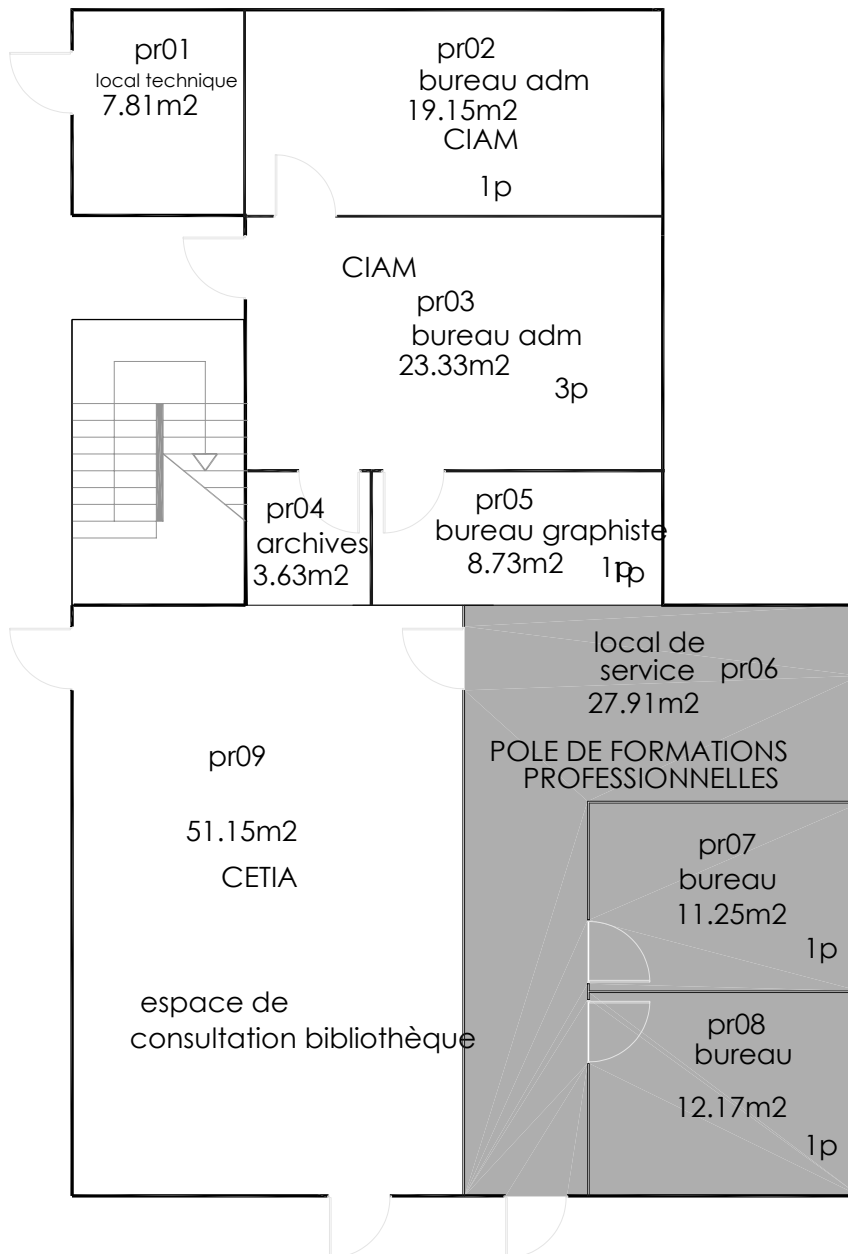 pr01
local technique
7.81m2
pr02
bureau adm
19.15m2
CIAM
1p
CIAM
pr03
bureau adm
23.33m2
3p
pr04
archives
3.63m2
pr05
bureau graphiste
8.73m2
1p
1p
local de
service pr06
27.91m2
POLE DE FORMATIONS
PROFESSIONNELLES
pr09
51.15m2
CETIA
espace de
consultation bibliothèque
pr07
bureau
11.25m2
1p
pr08
bureau
12.17m2
1p